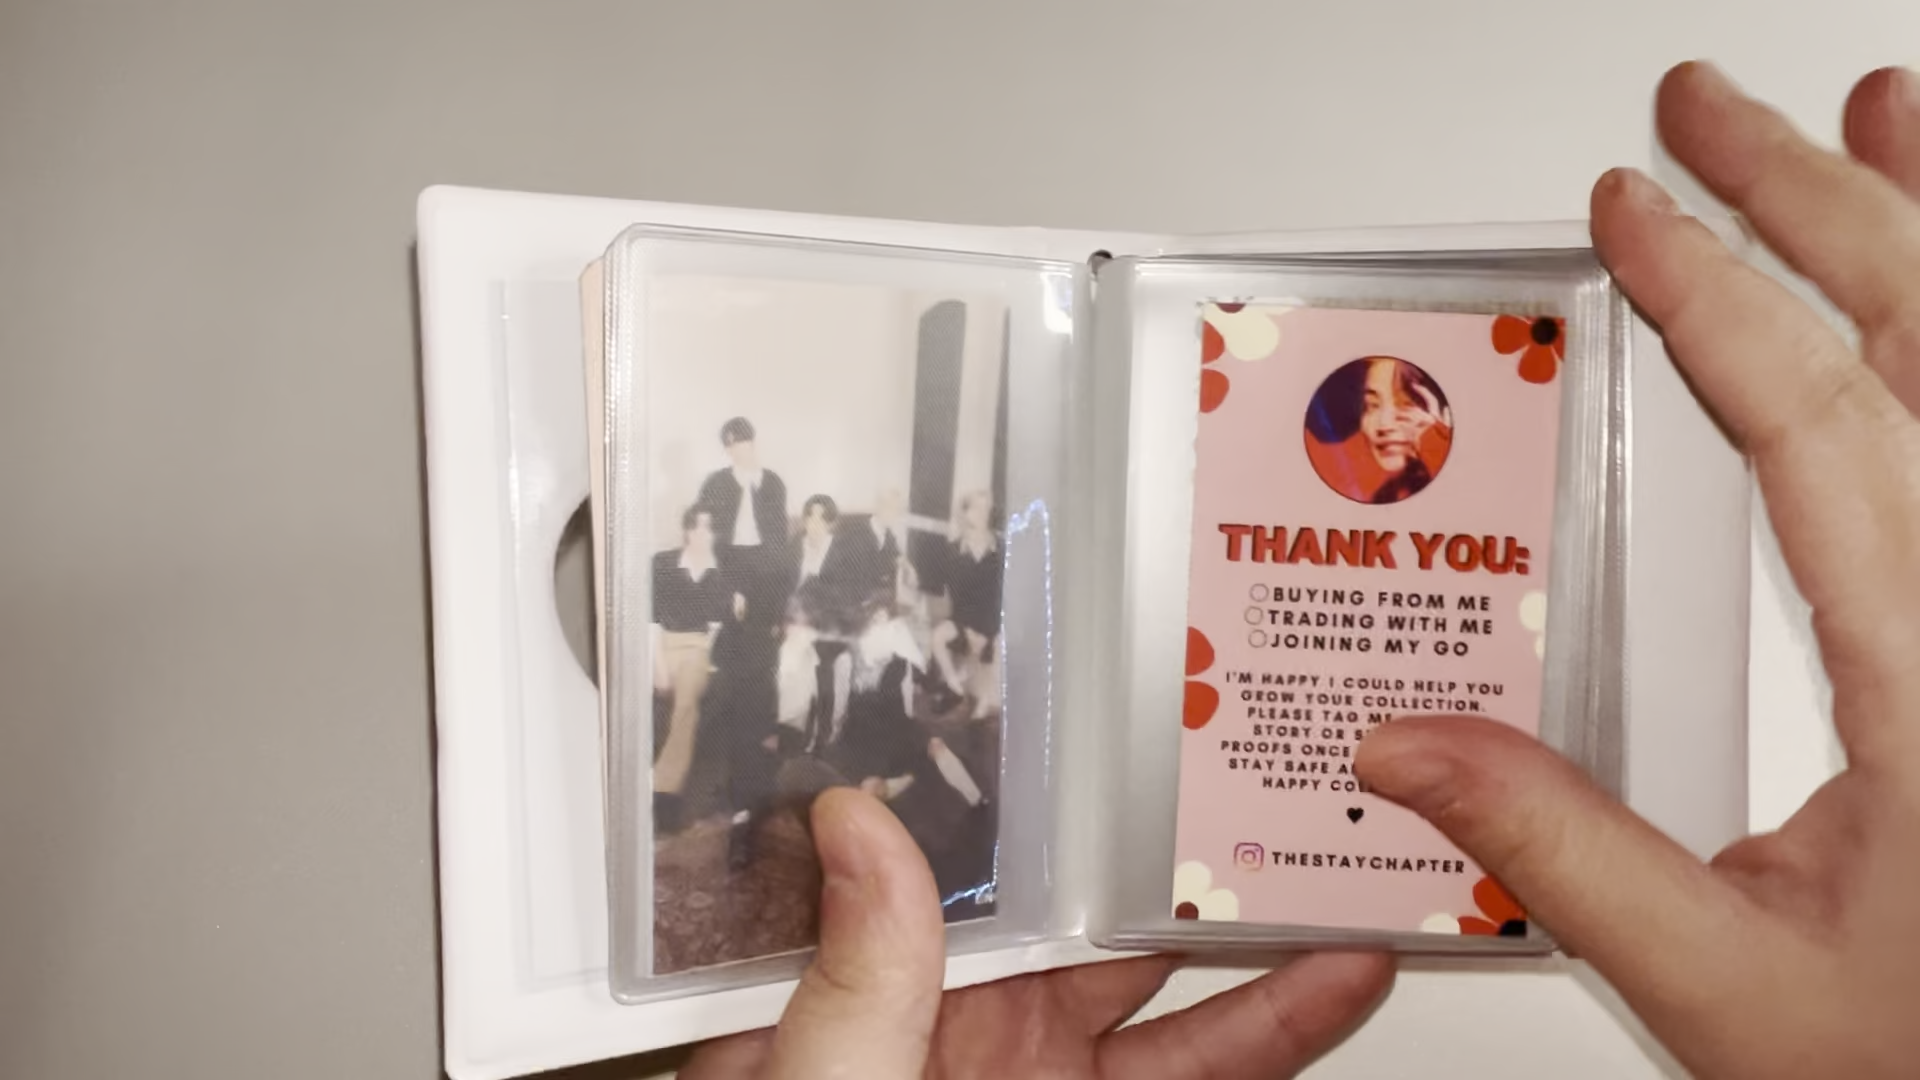 THANK YOU:
BUYING FROM ME
TRADING WITH ME
JOINING MY GO
I'M HAPPY I COULD HELP YOU
GROW YOUR COLLECTION.
PLEASE TAG ME
STORY OR
PROOFS ONCE
STAY SAFE
HAPPY
THESTAYCHAPTER